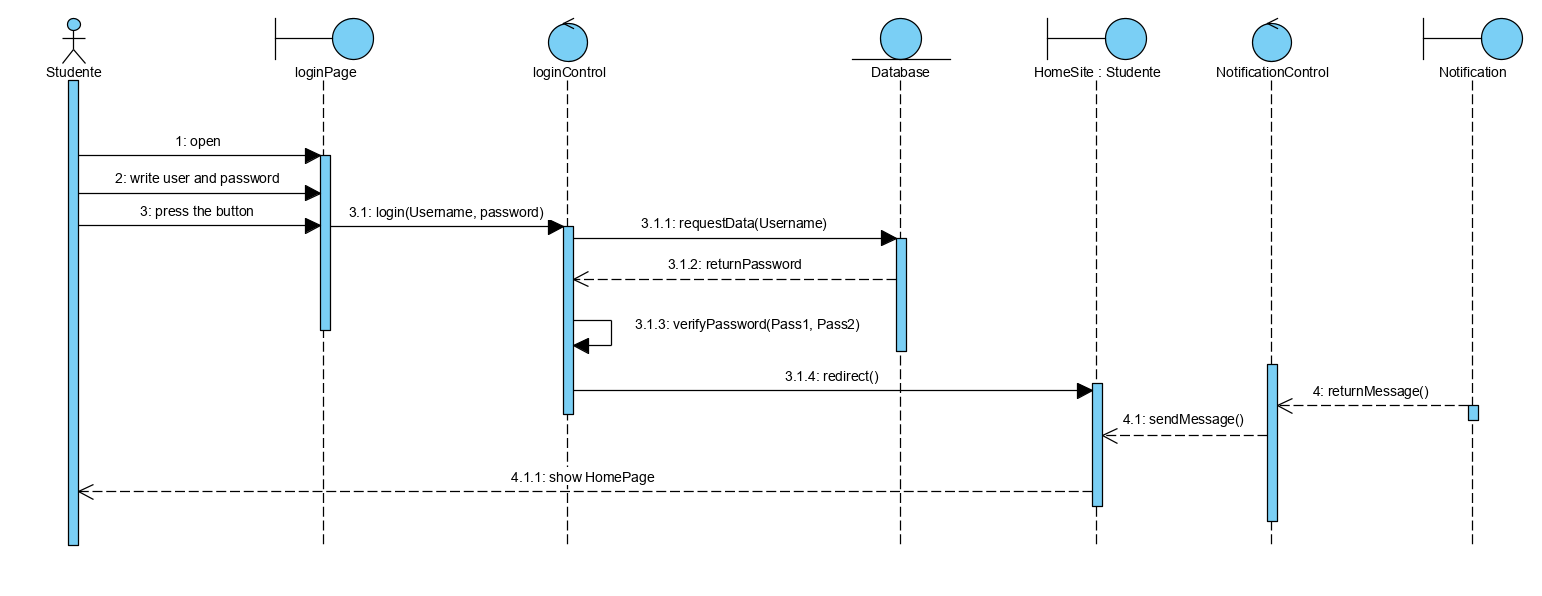 Studente
loginPage
loginControl
Database
HomeSite : Studente
NotificationControl
Notification
1: open
2: write user and password
3: press the button
3.1: login(Username, password)
3.1.1: requestData(Username)
3.1.2: returnPassword
3.1.3: verifyPassword(Pass1, Pass2)
3.1.4: redirect()
4: returnMessage()
4.1: sendMessage()
4.1.1: show HomePage